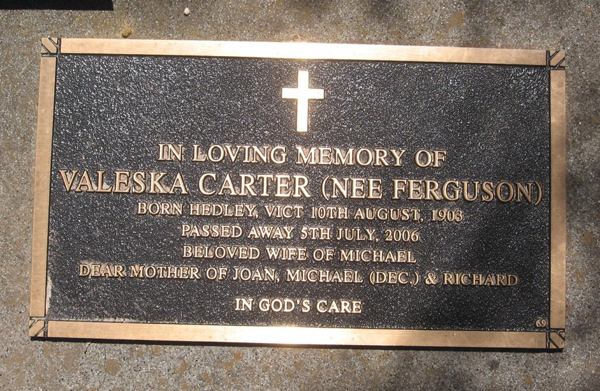 IN LOVING MEMORY OF
VALESKA CARTER (NEE FERGUSON)
BORN HEDLEY, VICT 10TH AUGUST, 1903
PASSED AWAY 5TH JULY, 2006
BELOVED WIFE OF MICHAEL
DEAR MOTHER OF JOAN, MICHAEL (DEC.) & RICHARD
IN GOD'S CARE
69